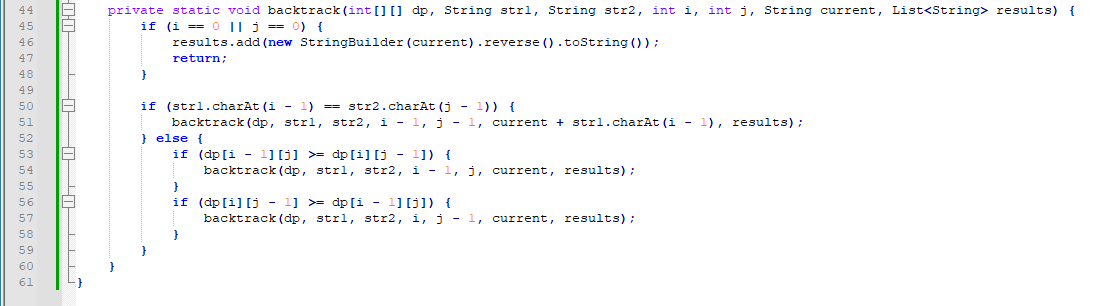 44 private static void backtrack(int[][] dp, String str1, String str2, int i, int j, String current, List<String> results) {
45 if (i == 0 || j == 0) {
46 results.add(new StringBuilder(current).reverse().toString());
47 return;
48 }
49
50 if (str1.charAt(i - 1) == str2.charAt(j - 1)) {
51 backtrack(dp, str1, str2, i - 1, j - 1, current + str1.charAt(i - 1), results);
52 } else {
53 if (dp[i - 1][j] >= dp[i][j - 1]) {
54 backtrack(dp, str1, str2, i - 1, j, current, results);
55 }
56 if (dp[i][j - 1] >= dp[i - 1][j]) {
57 backtrack(dp, str1, str2, i, j - 1, current, results);
58 }
59 }
60 }
61 }